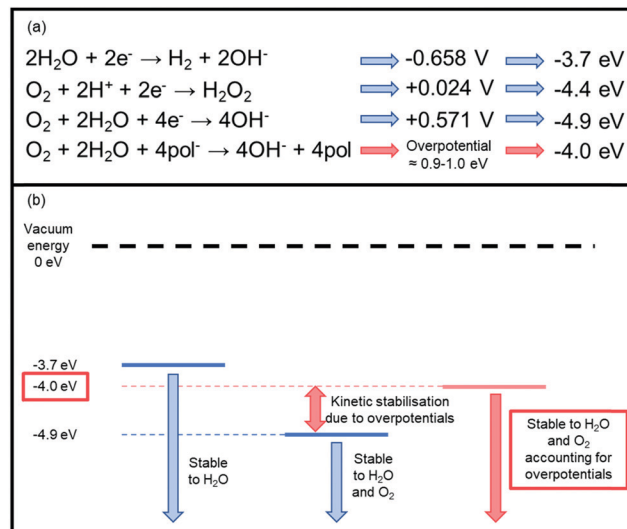 (a)
2H₂O + 2e⁻ → H₂ + 2OH⁻ -0.658 V -3.7 eV
O₂ + 2H⁺ + 2e⁻ → H₂O₂ +0.024 V -4.4 eV
O₂ + 2H₂O + 4e⁻ → 4OH⁻ +0.571 V -4.9 eV
O₂ + 2H₂O + 4pol⁻ → 4OH⁻ + 4pol Overpotential ≈ 0.9-1.0 eV -4.0 eV
(b)
Vacuum
energy
0 eV
-3.7 eV
-4.0 eV
-4.9 eV
Kinetic stabilisation
due to overpotentials
Stable
to H₂O
Stable
to H₂O
and O₂
Stable to H₂O
and O₂
accounting for
overpotentials